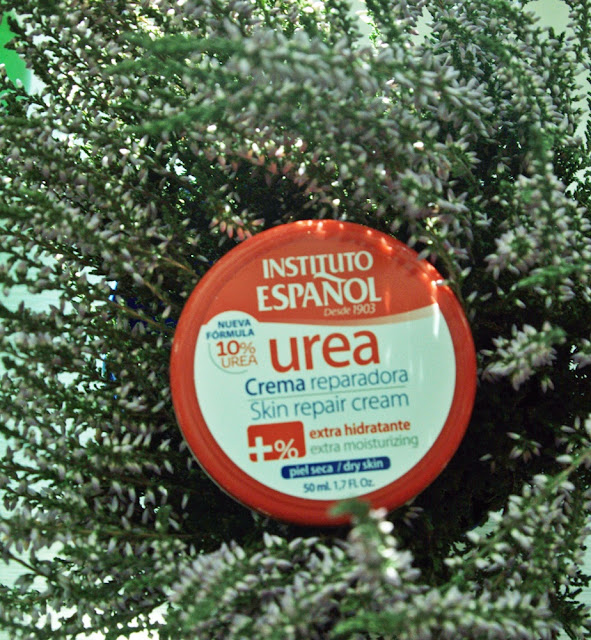 INSTITUTO
ESPAÑOL
Desde 1903
NUEVA
FÓRMULA
10%
UREA
urea
Crema reparadora
Skin repair cream
+% extra hidratante
extra moisturizing
piel seca / dry skin
50 ml. 1,7 Fl. Oz.